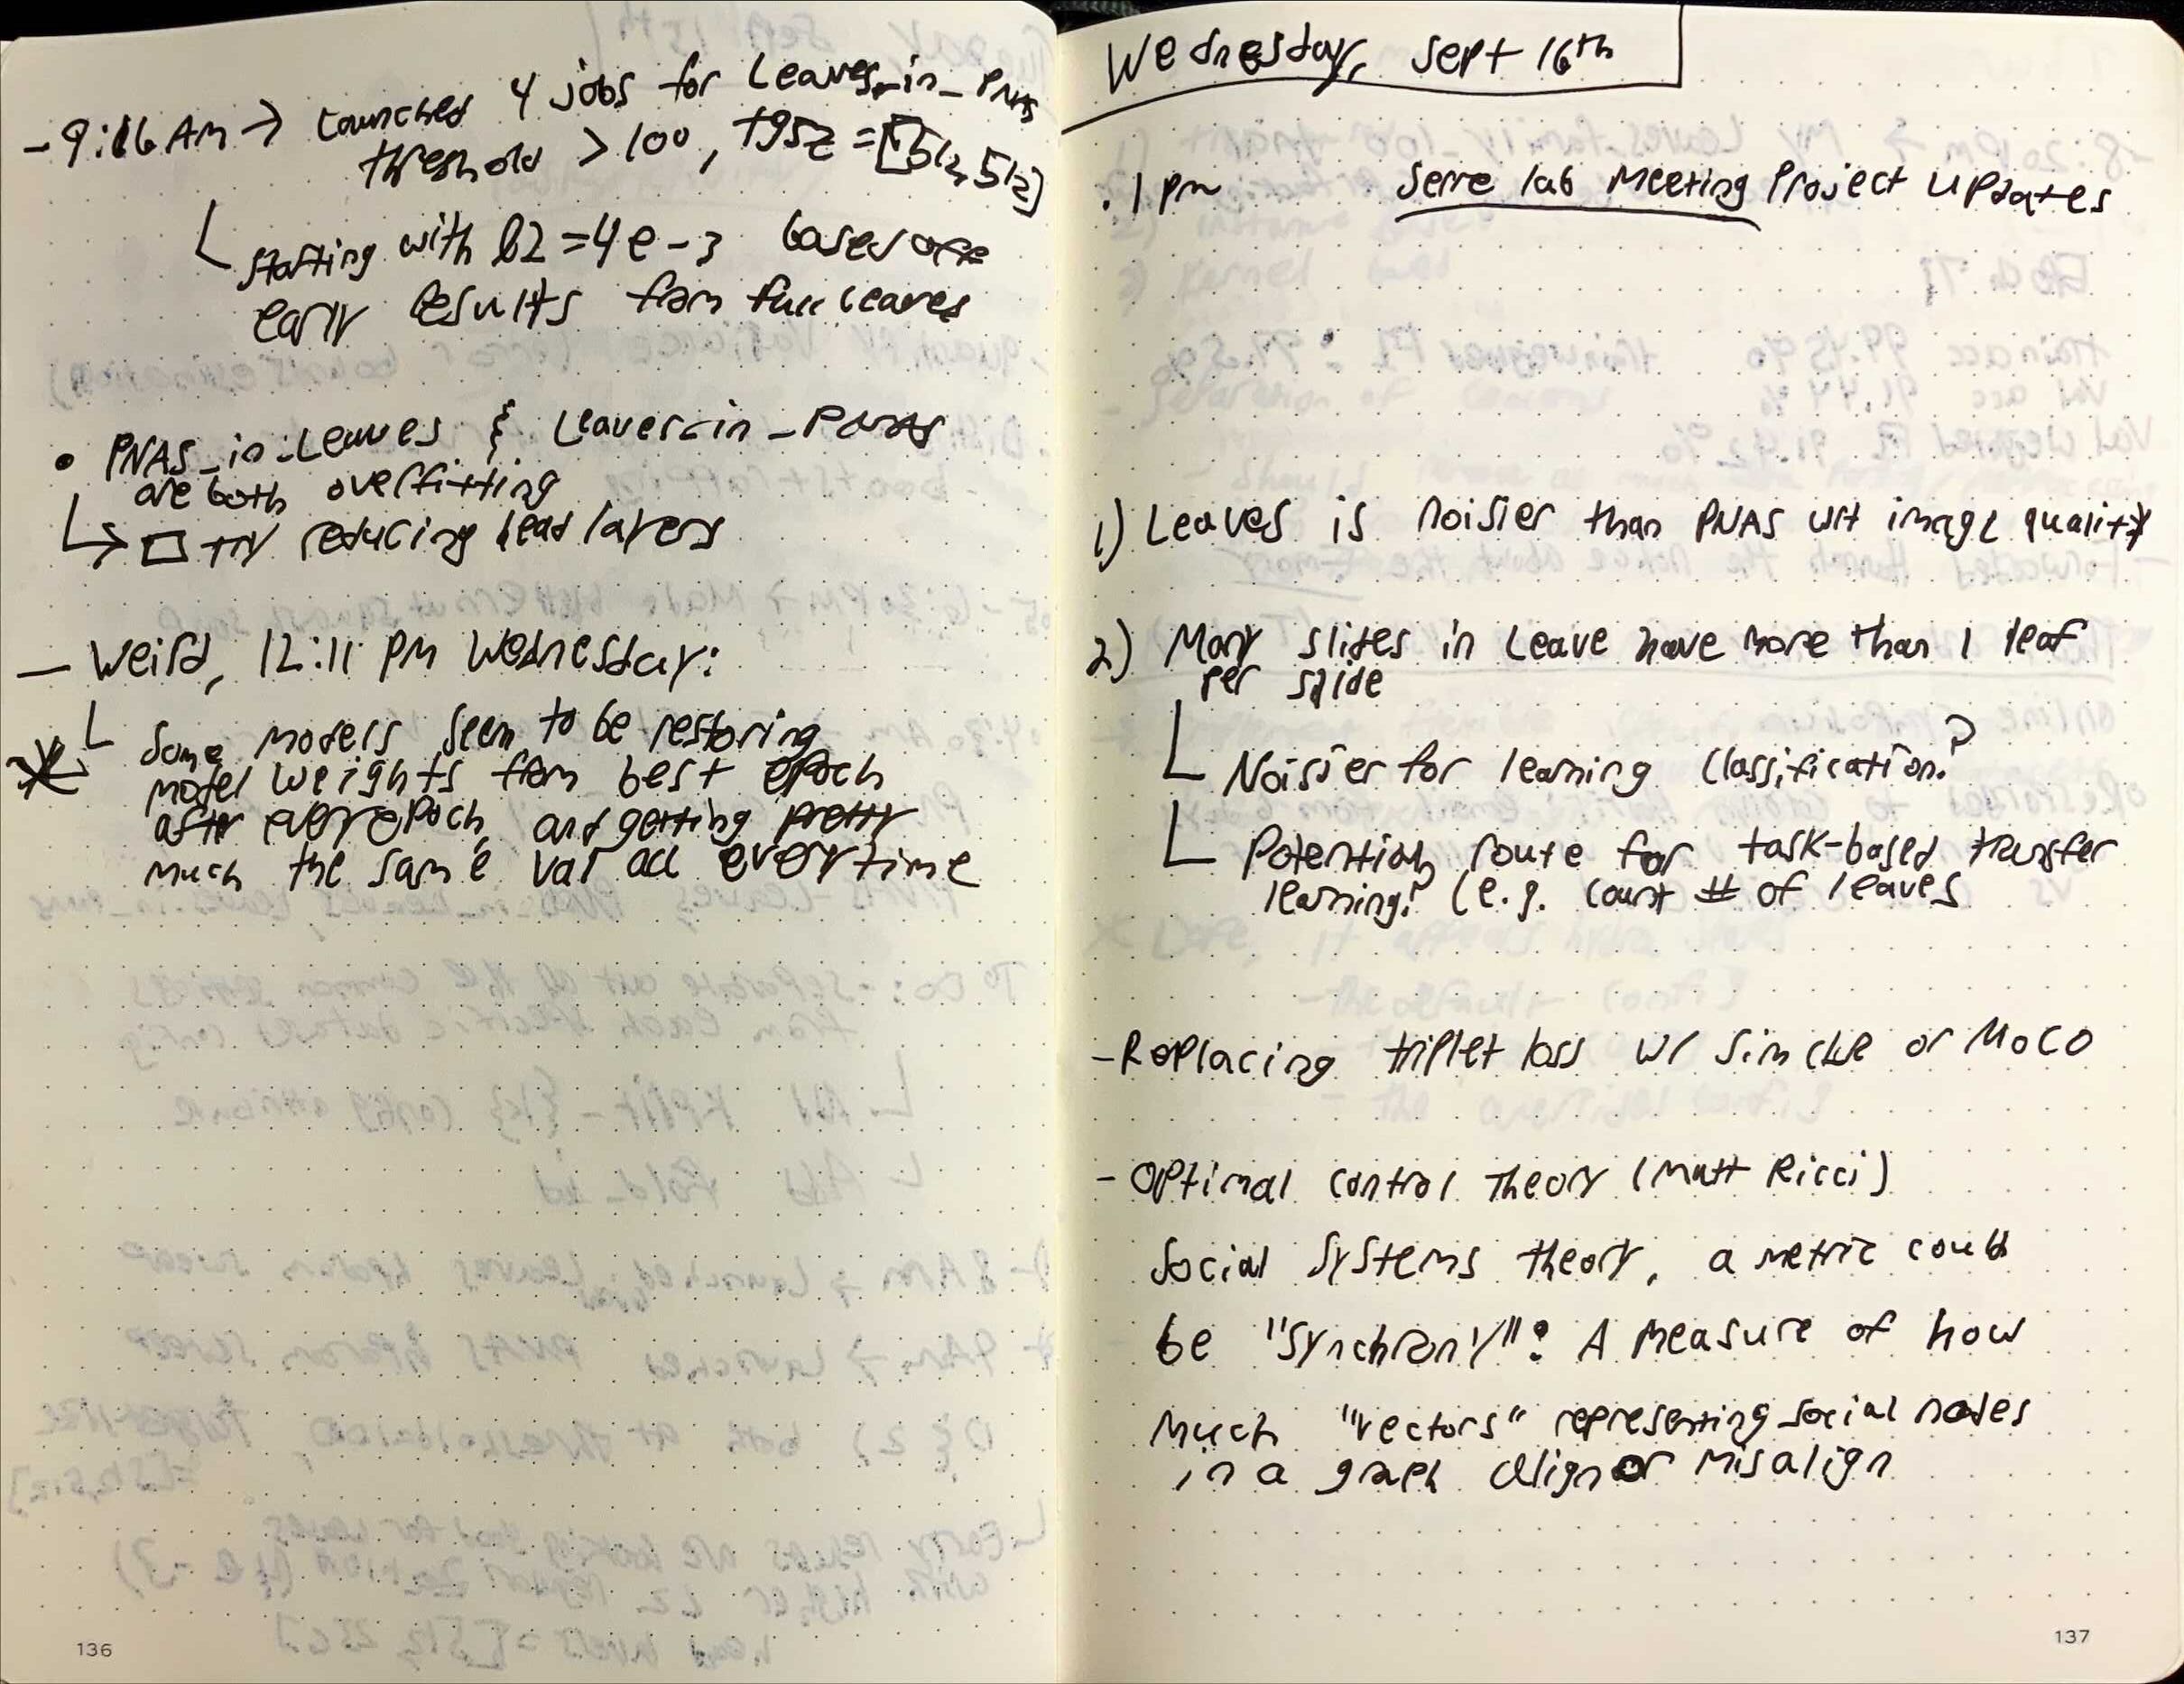 - 9:16 AM → Launched 4 jobs for Leaves_in_PNAS
threshold > 100, tgsz = [512, 512]
starting with l2 = 4e-3 based off
early results from full leaves
• PNAS_in_Leaves & Leaves_in_PNAS
are both overfitting
↳ □ try reducing head layers
- Weird, 12:11 PM Wednesday:
Some models seem to be restoring
model weights from best epoch
after every epoch, and getting pretty
much the same val acc every time
136
Wednesday, Sept 16th
. 1 pm Serre lab Meeting Project Updates
1) Leaves is noisier than PNAS wrt image quality
2) Many slides in Leave have more than 1 leaf
per slide
Noisier for learning classification?
Potential route for task-based transfer
learning? (e.g. count # of leaves
- Replacing triplet loss w/ SimCLR or MoCo
- Optimal control Theory (Matt Ricci)
Social Systems theory, a metric could
be "Synchrony": A measure of how
Much "vectors" representing social nodes
in a graph align or misalign
137